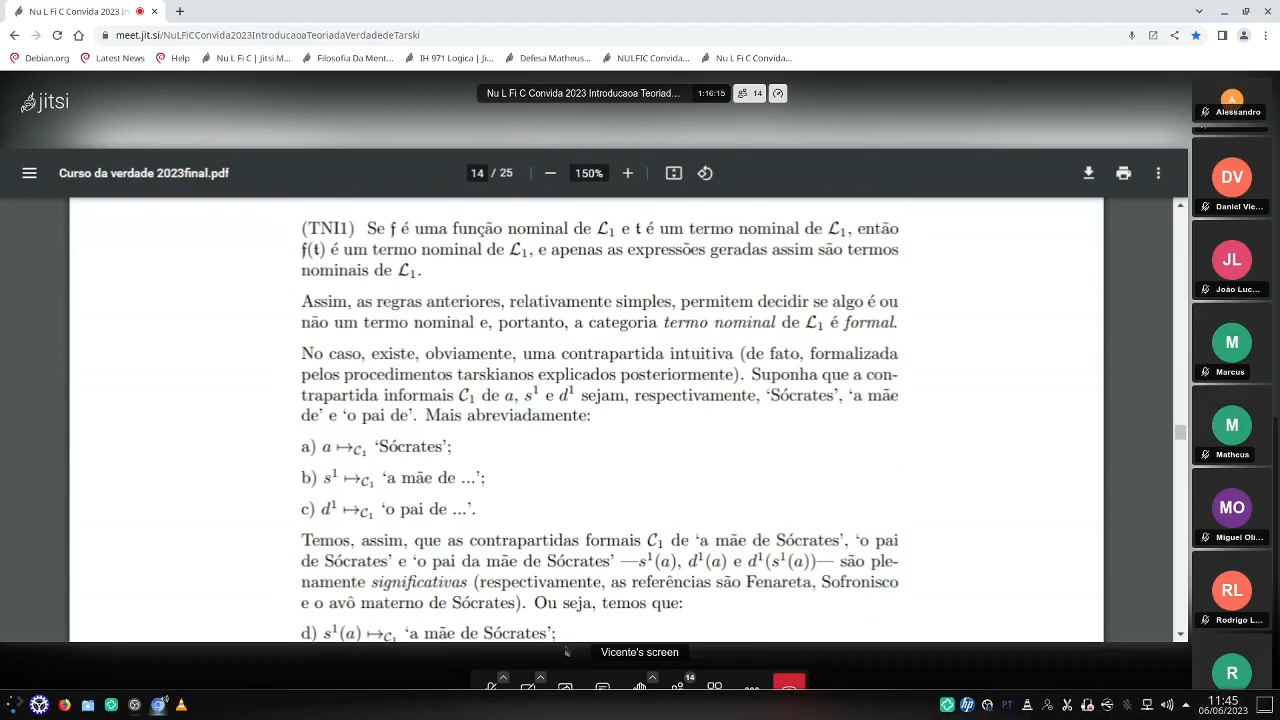 Nu L Fi C Convida 2023 In
meet.jit.si/NuLFiCConvida2023IntroducaoaTeoriadaVerdadedeTarski
Debian.org Latest News Help Nu L Fi C | Jitsi M... Filosofia Da Ment... IH 971 Logica | Ji... Defesa Matheus... NULFIC Convida... Nu L Fi C Convida...
jitsi
Nu L Fi C Convida 2023 Introducaoa Teoriad... 1:16:15 14
A
Alessandro
Curso da verdade 2023final.pdf 14 / 25 150%
DV
Daniel Vie...
JL
João Luc...
M
Marcus
M
Matheus
MO
Miguel Oli...
RL
Rodrigo L...
R
(TNI1) Se 𝔣 é uma função nominal de ℒ₁ e 𝔱 é um termo nominal de ℒ₁, então
𝔣(𝔱) é um termo nominal de ℒ₁, e apenas as expressões geradas assim são termos
nominais de ℒ₁.
Assim, as regras anteriores, relativamente simples, permitem decidir se algo é ou
não um termo nominal e, portanto, a categoria termo nominal de ℒ₁ é formal.
No caso, existe, obviamente, uma contrapartida intuitiva (de fato, formalizada
pelos procedimentos tarskianos explicados posteriormente). Suponha que a con-
trapartida informais 𝒞₁ de a, s¹ e d¹ sejam, respectivamente, ‘Sócrates’, ‘a mãe
de’ e ‘o pai de’. Mais abreviadamente:
a) a ↦𝒞₁ ‘Sócrates’;
b) s¹ ↦𝒞₁ ‘a mãe de ...’;
c) d¹ ↦𝒞₁ ‘o pai de ...’.
Temos, assim, que as contrapartidas formais 𝒞₁ de ‘a mãe de Sócrates’, ‘o pai
de Sócrates’ e ‘o pai da mãe de Sócrates’ —s¹(a), d¹(a) e d¹(s¹(a))— são ple-
namente significativas (respectivamente, as referências são Fenareta, Sofronisco
e o avô materno de Sócrates). Ou seja, temos que:
d) s¹(a) ↦𝒞₁ ‘a mãe de Sócrates’;
Vicente's screen
14
PT 11:45
06/06/2023